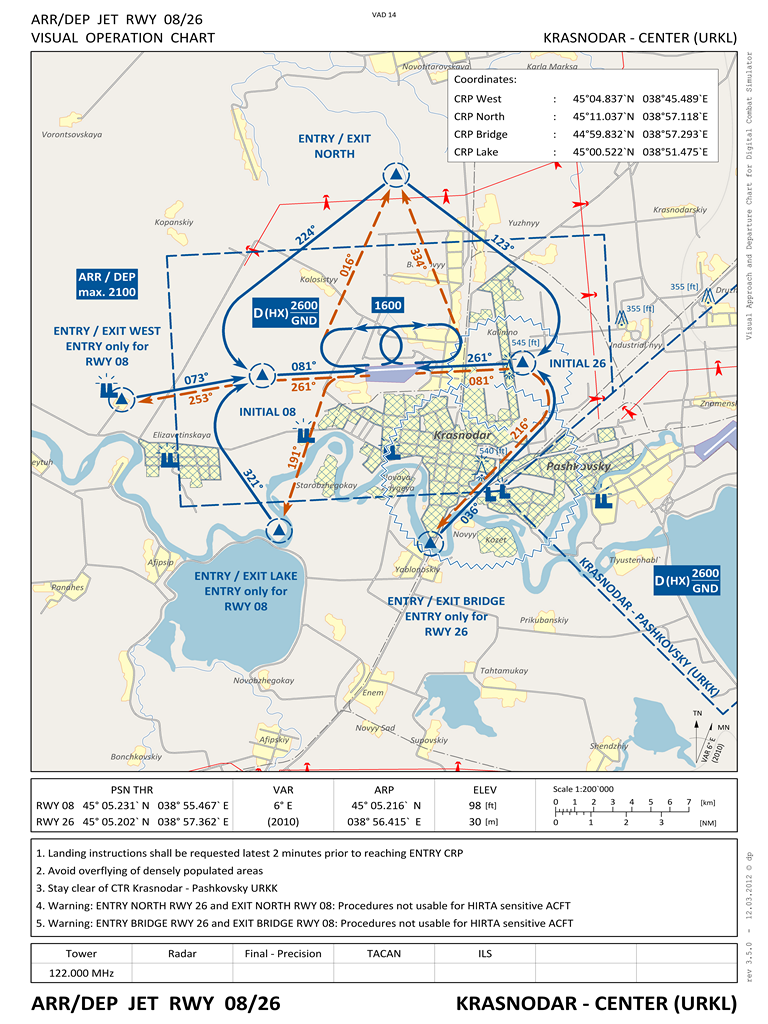 ARR/DEP JET RWY 08/26
VAD 14
VISUAL OPERATION CHART
KRASNODAR - CENTER (URKL)
Novotitarovskaya
Karla Marksa
Coordinates:
CRP West : 45°04.837`N 038°45.489`E
CRP North : 45°11.037`N 038°57.118`E
CRP Bridge : 44°59.832`N 038°57.293`E
CRP Lake : 45°00.522`N 038°51.475`E
Vorontsovskaya
ENTRY / EXIT
NORTH
Kopanskiy
Yuzhnyy
Krasnodarskiy
224°
123°
016°
334°
Kolosistyy
ARR / DEP
max. 2100
D (HX) 2600
GND
1600
355 [ft]
355 [ft]
ENTRY / EXIT WEST
ENTRY only for
RWY 08
Kalinino
545 [ft]
Industrial'nyy
073°
253°
081°
261°
261°
081°
INITIAL 26
INITIAL 08
Krasnodar
216°
Znamenskiy
Elizavetinskaya
191°
540 [ft]
Pashkovsky
321°
Starobzhegokay
036°
Novyy
Kozet
Afipsip
Yablonovskiy
Tlyustenhabl'
Panahes
ENTRY / EXIT LAKE
ENTRY only for
RWY 08
ENTRY / EXIT BRIDGE
ENTRY only for
RWY 26
D (HX) 2600
GND
KRASNODAR - PASHKOVSKY (URKK)
Prikubanskiy
Novobzhegokay
Enem
Tahtamukay
Novyy Sad
Supovskiy
Afipskiy
Bonchkovskiy
Shendzhiy
TN
MN
VAR 6° E
(2010)
PSN THR VAR ARP ELEV Scale 1:200`000
RWY 08 45° 05.231` N 038° 55.467` E 6° E 45° 05.216` N 98 [ft] 0 1 2 3 4 5 6 7 [km]
RWY 26 45° 05.202` N 038° 57.362` E (2010) 038° 56.415` E 30 [m] 0 1 2 3 [NM]
1. Landing instructions shall be requested latest 2 minutes prior to reaching ENTRY CRP
2. Avoid overflying of densely populated areas
3. Stay clear of CTR Krasnodar - Pashkovsky URKK
4. Warning: ENTRY NORTH RWY 26 and EXIT NORTH RWY 08: Procedures not usable for HIRTA sensitive ACFT
5. Warning: ENTRY BRIDGE RWY 26 and EXIT BRIDGE RWY 08: Procedures not usable for HIRTA sensitive ACFT
Tower Radar Final - Precision TACAN ILS
122.000 MHz
ARR/DEP JET RWY 08/26
KRASNODAR - CENTER (URKL)
Visual Approach and Departure Chart for Digital Combat Simulator
rev 3.5.0 - 12.03.2012 © dp